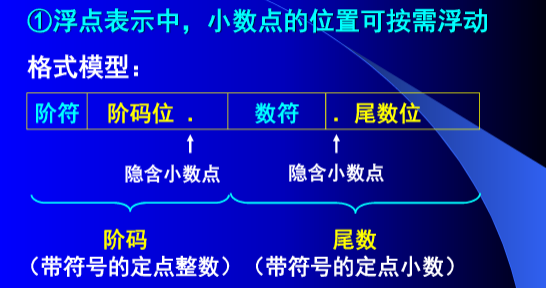 ①浮点表示中，小数点的位置可按需浮动
格式模型：
阶符 阶码位 . 数符 . 尾数位
隐含小数点 隐含小数点
阶码 尾数
（带符号的定点整数）（带符号的定点小数）